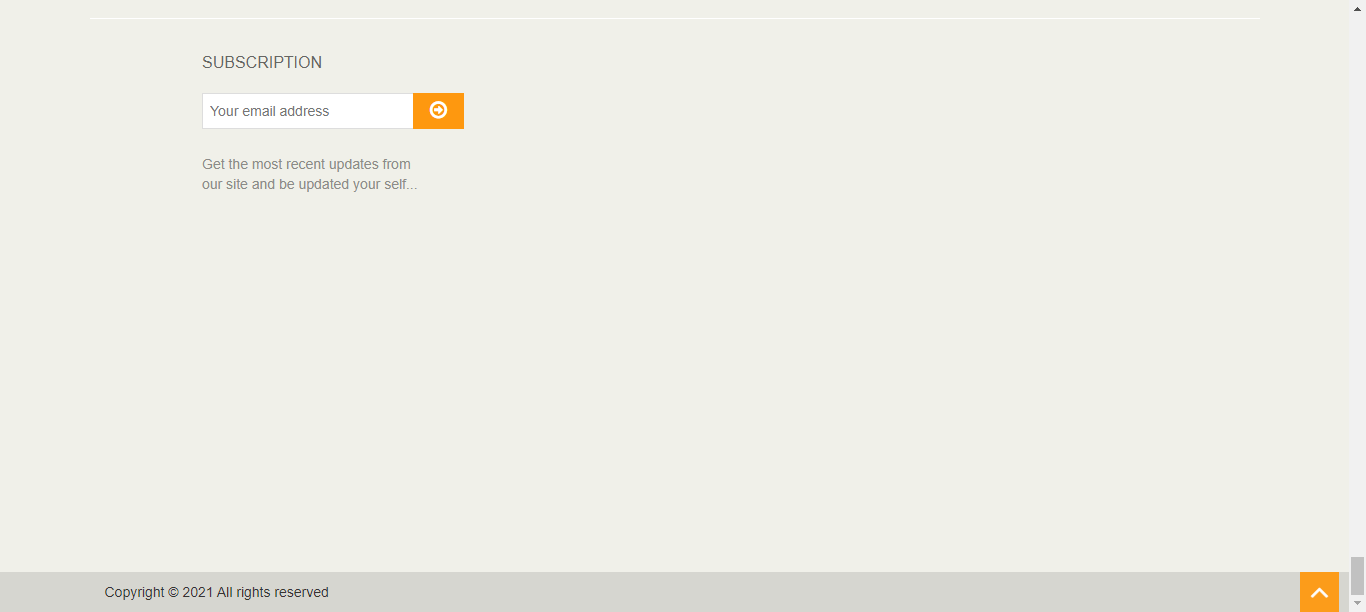 SUBSCRIPTION
Your email address
Get the most recent updates from
our site and be updated your self...
Copyright © 2021 All rights reserved